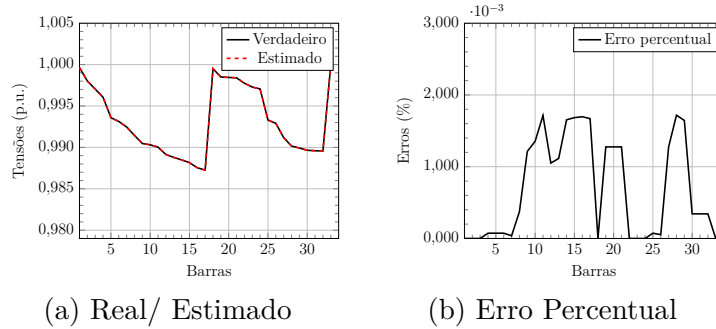 1,005
1,000
0,995
0,990
0,985
0,980
Tensões (p.u.)
Verdadeiro
Estimado
5 10 15 20 25 30
Barras
(a) Real/ Estimado
·10⁻³
3,000
2,000
1,000
0,000
Erros (%)
Erro percentual
5 10 15 20 25 30
Barras
(b) Erro Percentual